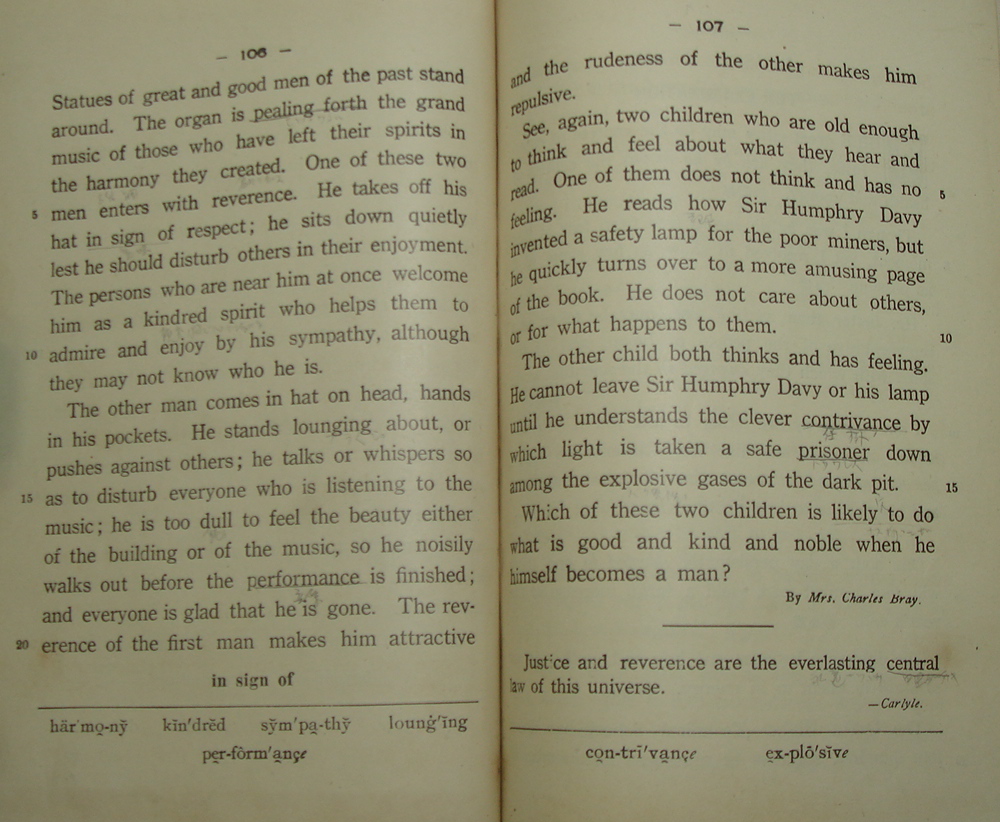 — 106 —
Statues of great and good men of the past stand
around. The organ is pealing forth the grand
music of those who have left their spirits in
the harmony they created. One of these two
5 men enters with reverence. He takes off his
hat in sign of respect; he sits down quietly
lest he should disturb others in their enjoyment.
The persons who are near him at once welcome
him as a kindred spirit who helps them to
10 admire and enjoy by his sympathy, although
they may not know who he is.
The other man comes in hat on head, hands
in his pockets. He stands lounging about, or
pushes against others; he talks or whispers so
15 as to disturb everyone who is listening to the
music; he is too dull to feel the beauty either
of the building or of the music, so he noisily
walks out before the performance is finished;
and everyone is glad that he is gone. The rev-
20 erence of the first man makes him attractive
in sign of
här′mo̱-nў kĭn′drĕd sўm′pa̱-thў lounġ′ĭng
pe̱r-fôrm′a̱nçe
— 107 —
and the rudeness of the other makes him
repulsive.
See, again, two children who are old enough
to think and feel about what they hear and
read. One of them does not think and has no 5
feeling. He reads how Sir Humphry Davy
invented a safety lamp for the poor miners, but
he quickly turns over to a more amusing page
of the book. He does not care about others,
or for what happens to them. 10
The other child both thinks and has feeling.
He cannot leave Sir Humphry Davy or his lamp
until he understands the clever contrivance by
which light is taken a safe prisoner down
among the explosive gases of the dark pit. 15
Which of these two children is likely to do
what is good and kind and noble when he
himself becomes a man?
By Mrs. Charles Bray.
Justice and reverence are the everlasting central
law of this universe.
— Carlyle.
co̱n-trī′va̱nçe e̱x-plō′sĭve